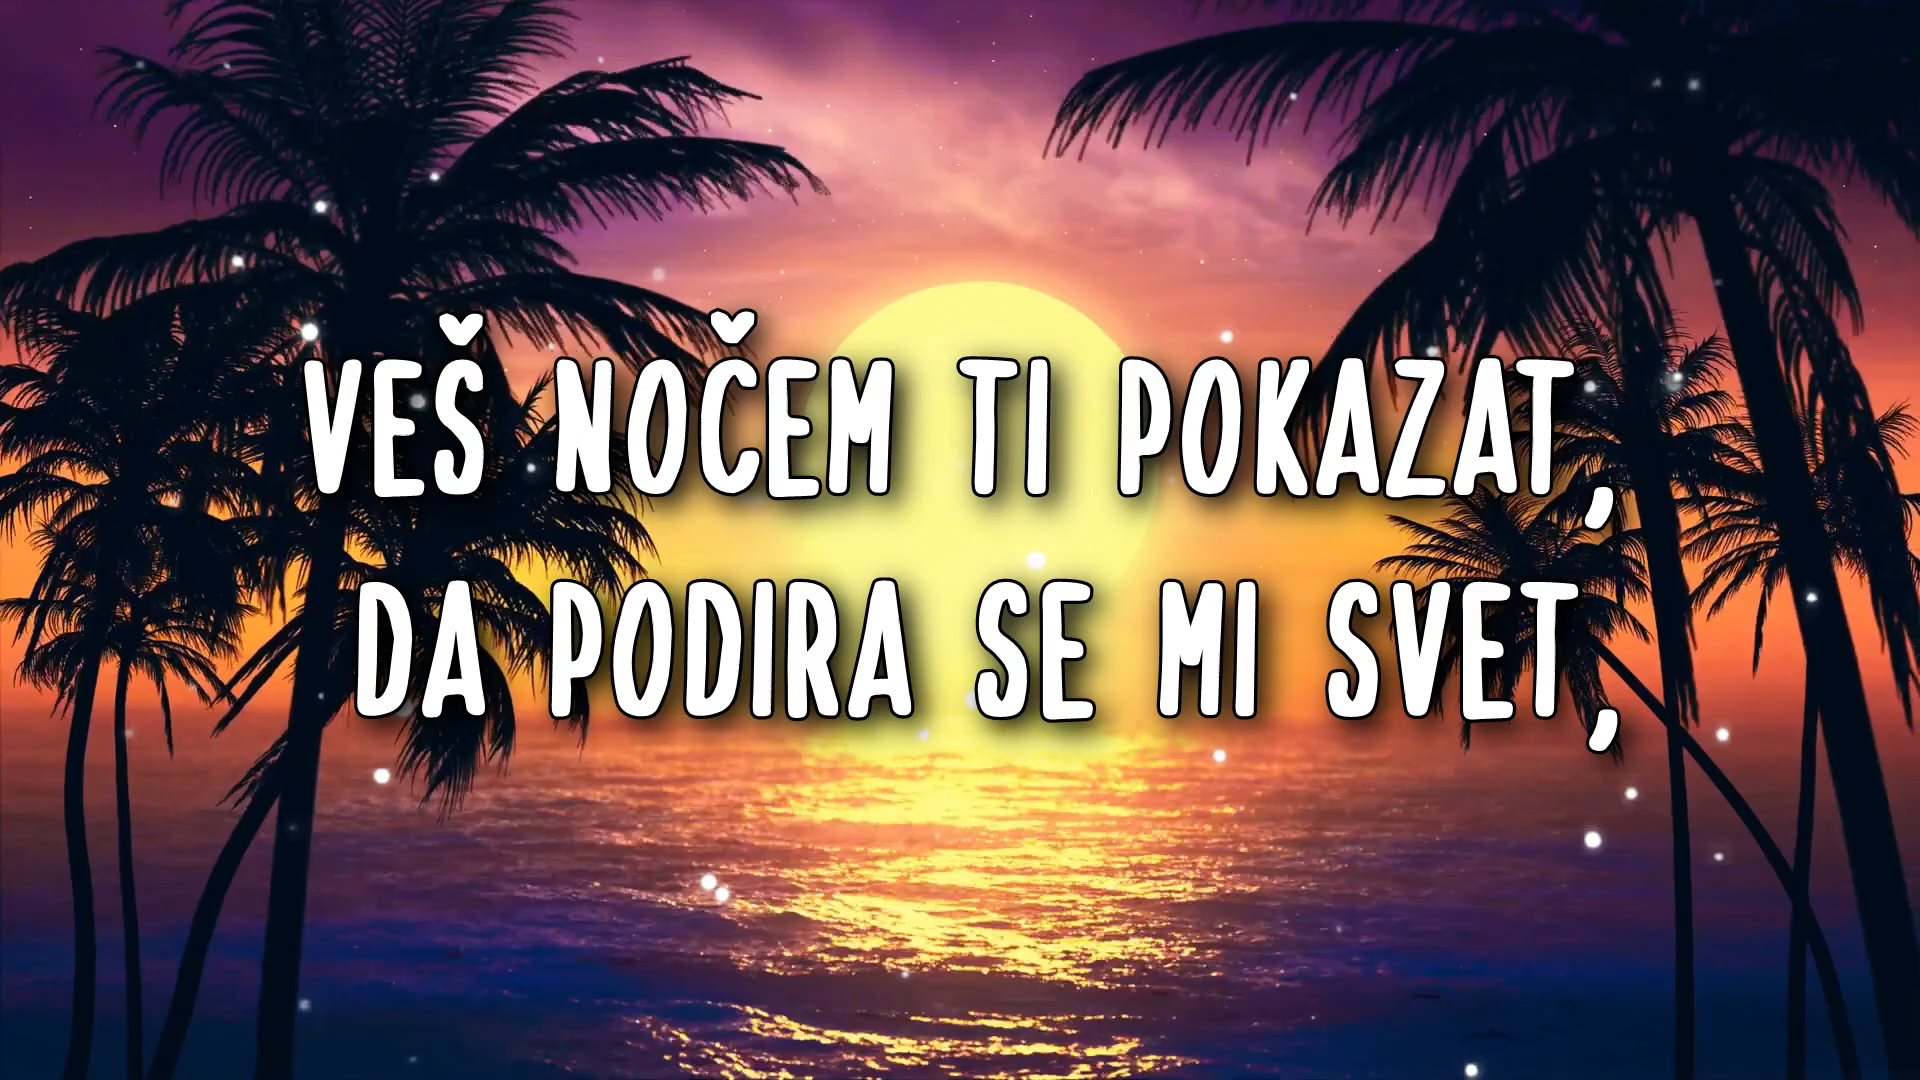 VEŠ NOČEM TI POKAZAT,
DA PODIRA SE MI SVET,